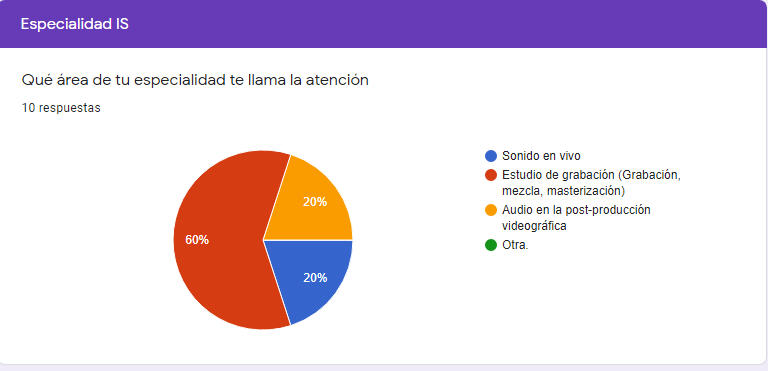 Especialidad IS
Qué área de tu especialidad te llama la atención
10 respuestas
20%
60%
20%
Sonido en vivo
Estudio de grabación (Grabación,
mezcla, masterización)
Audio en la post-producción
videográfica
Otra.